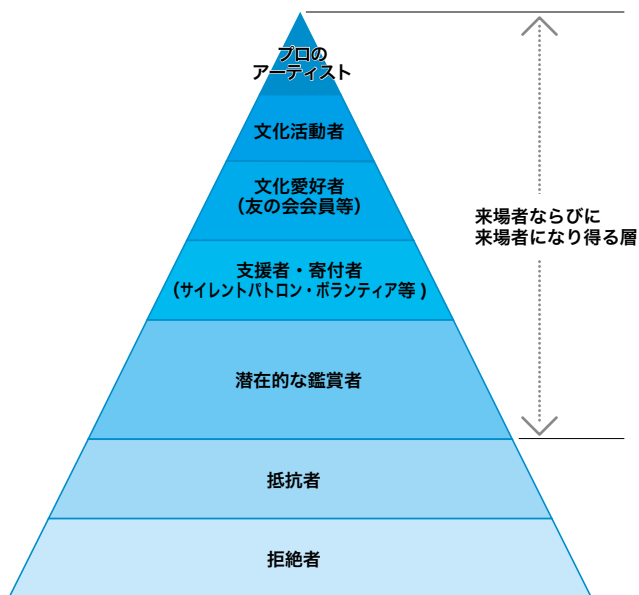 プロの
アーティスト
文化活動者
文化愛好者
（友の会会員等）
支援者・寄付者
（サイレントパトロン・ボランティア等 )
潜在的な鑑賞者
抵抗者
拒絶者
来場者ならびに
来場者になり得る層